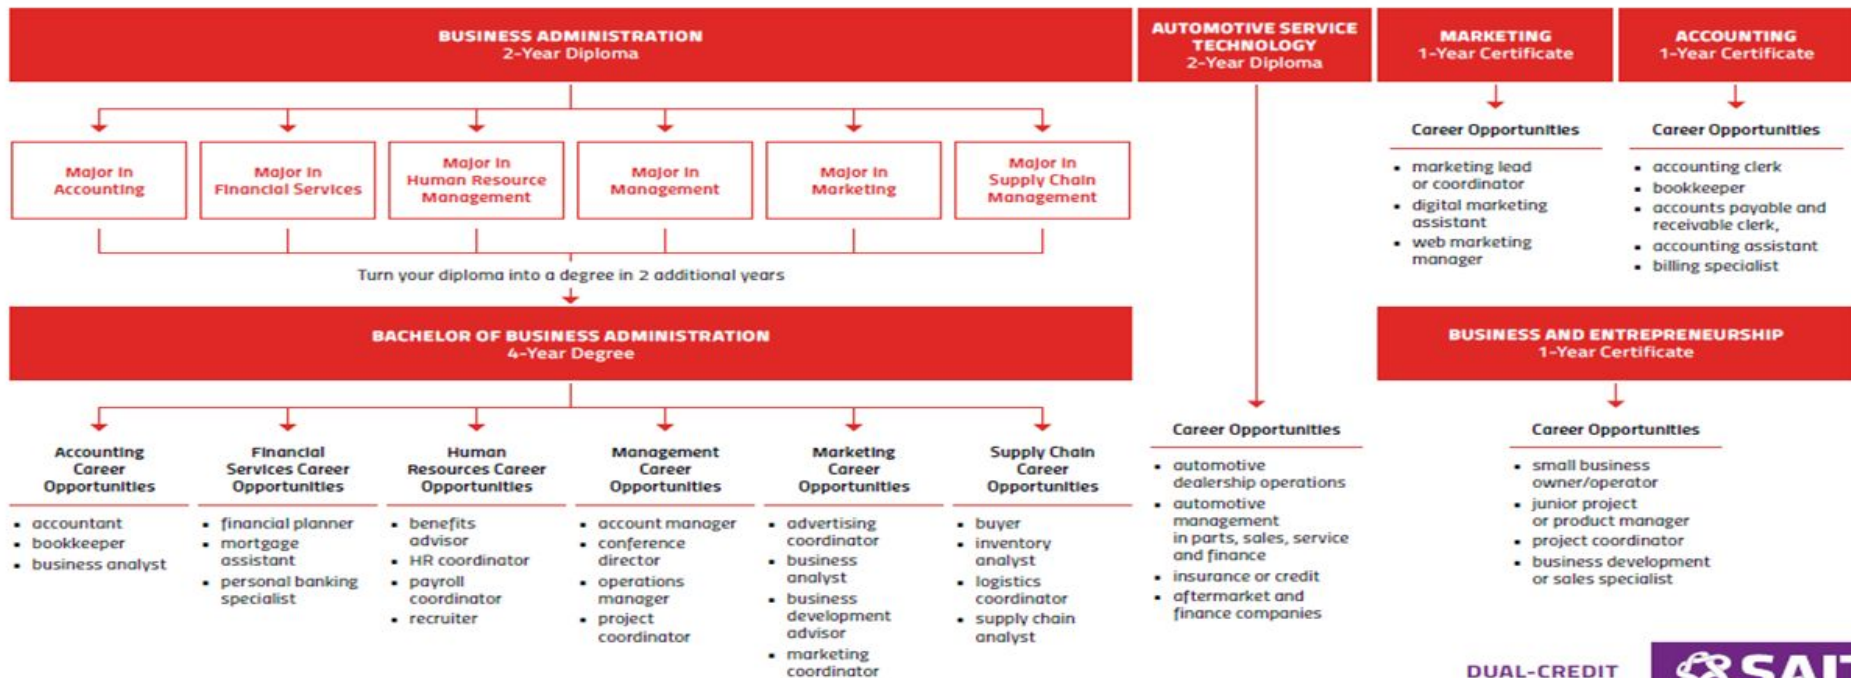 BUSINESS ADMINISTRATION
2-Year Diploma
AUTOMOTIVE SERVICE
TECHNOLOGY
2-Year Diploma
MARKETING
1-Year Certificate
ACCOUNTING
1-Year Certificate
Major in
Accounting
Major in
Financial Services
Major in
Human Resource
Management
Major in
Management
Major in
Marketing
Major in
Supply Chain
Management
Career Opportunities
▪ marketing lead
or coordinator
▪ digital marketing
assistant
▪ web marketing
manager
Career Opportunities
▪ accounting clerk
▪ bookkeeper
▪ accounts payable and
receivable clerk,
▪ accounting assistant
▪ billing specialist
Turn your diploma into a degree in 2 additional years
BACHELOR OF BUSINESS ADMINISTRATION
4-Year Degree
BUSINESS AND ENTREPRENEURSHIP
1-Year Certificate
Accounting
Career
Opportunities
▪ accountant
▪ bookkeeper
▪ business analyst
Financial
Services Career
Opportunities
▪ financial planner
▪ mortgage
assistant
▪ personal banking
specialist
Human
Resources Career
Opportunities
▪ benefits
advisor
▪ HR coordinator
▪ payroll
coordinator
▪ recruiter
Management
Career
Opportunities
▪ account manager
▪ conference
director
▪ operations
manager
▪ project
coordinator
Marketing
Career
Opportunities
▪ advertising
coordinator
▪ business
analyst
▪ business
development
advisor
▪ marketing
coordinator
Supply Chain
Career
Opportunities
▪ buyer
▪ inventory
analyst
▪ logistics
coordinator
▪ supply chain
analyst
Career Opportunities
▪ automotive
dealership operations
▪ automotive
management
in parts, sales, service
and finance
▪ insurance or credit
▪ aftermarket and
finance companies
Career Opportunities
▪ small business
owner/operator
▪ junior project
or product manager
▪ project coordinator
▪ business development
or sales specialist
DUAL-CREDIT
SAIT